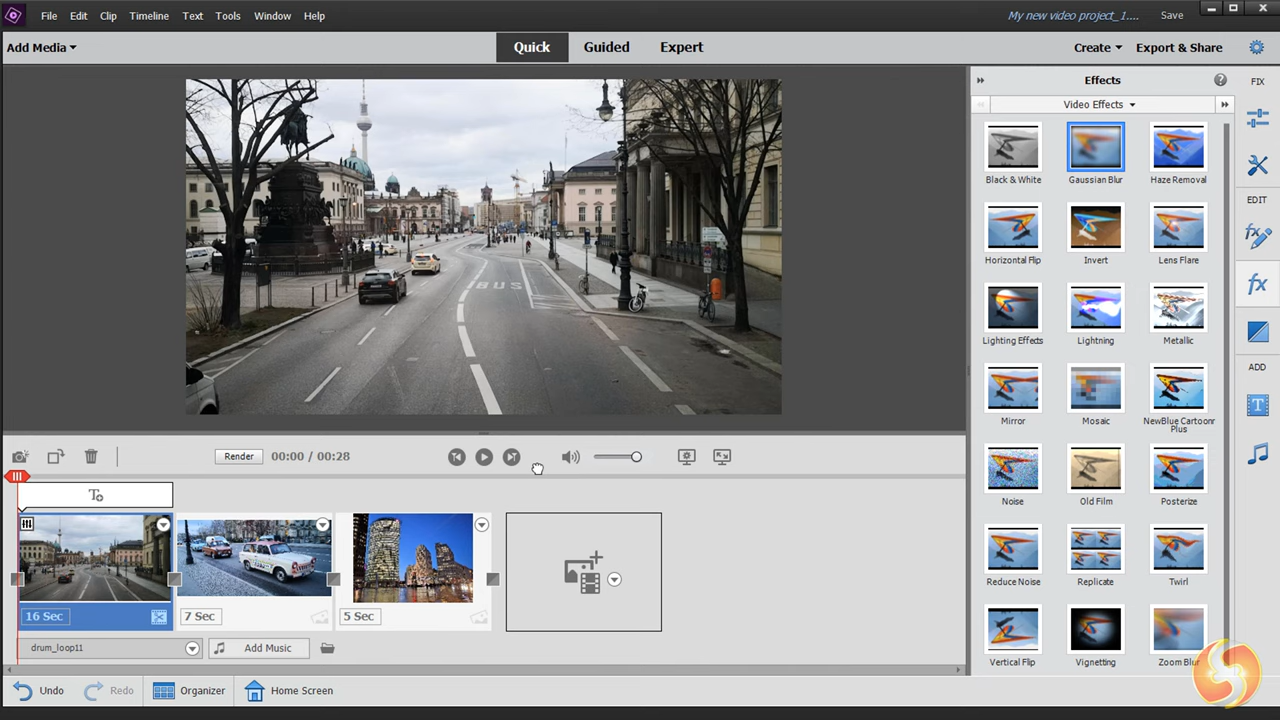 File Edit Clip Timeline Text Tools Window Help
My new video project_1.... Save
Add Media
Quick Guided Expert
Create Export & Share
Effects
FIX
Video Effects
Black & White Gaussian Blur Haze Removal
EDIT
Horizontal Flip Invert Lens Flare
Lighting Effects Lightning Metallic
ADD
Mirror Mosaic NewBlue Cartoonr
Plus
Noise Old Film Posterize
Reduce Noise Replicate Twirl
Vertical Flip Vignetting Zoom Blur
BUS
Render 00:00 / 00:28
16 Sec 7 Sec 5 Sec
drum_loop11 Add Music
Undo Redo Organizer Home Screen